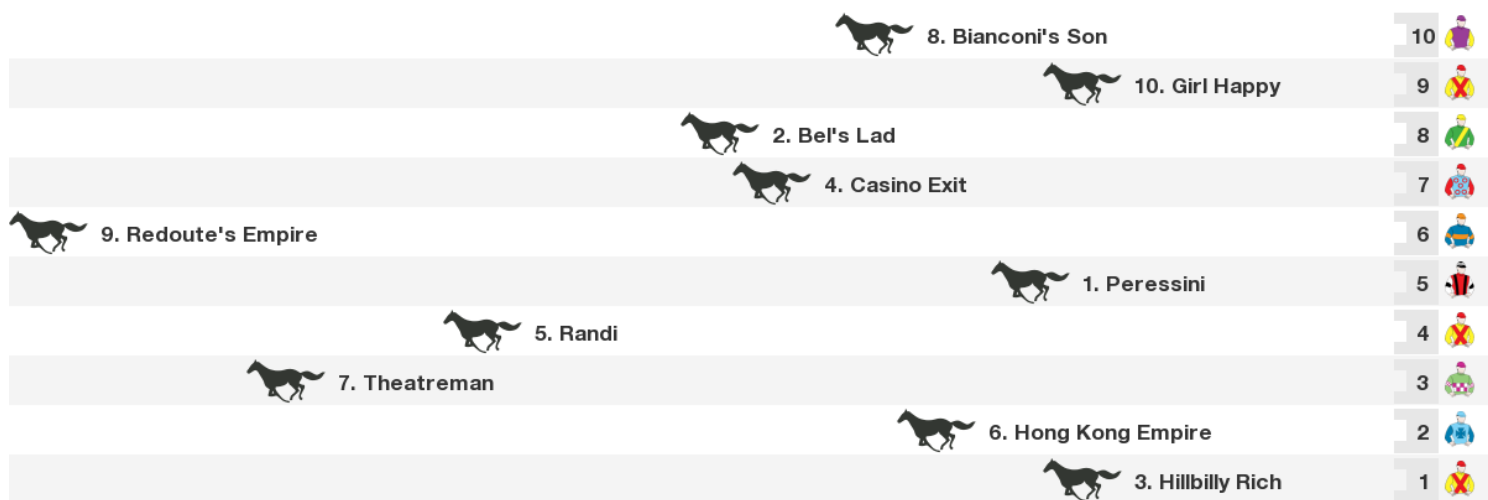 8. Bianconi's Son 10
10. Girl Happy 9
2. Bel's Lad 8
4. Casino Exit 7
9. Redoute's Empire 6
1. Peressini 5
5. Randi 4
7. Theatreman 3
6. Hong Kong Empire 2
3. Hillbilly Rich 1